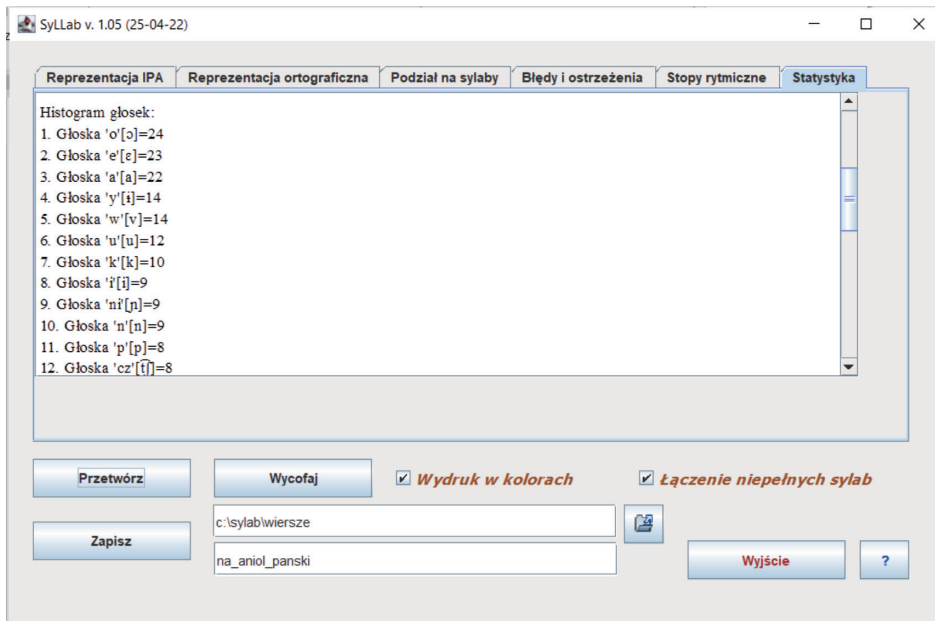 SyLLab v. 1.05 (25-04-22)
Reprezentacja IPA Reprezentacja ortograficzna Podział na sylaby Błędy i ostrzeżenia Stopy rytmiczne Statystyka
Histogram głosek:
1. Głoska 'o'[ɔ]=24
2. Głoska 'e'[ɛ]=23
3. Głoska 'a'[a]=22
4. Głoska 'y'[ɨ]=14
5. Głoska 'w'[v]=14
6. Głoska 'u'[u]=12
7. Głoska 'k'[k]=10
8. Głoska 'i'[i]=9
9. Głoska 'ni'[ɲ]=9
10. Głoska 'n'[n]=9
11. Głoska 'p'[p]=8
12. Głoska 'cz'[t͡ʃ]=8
Przetwórz Wycofaj Wydruk w kolorach Łączenie niepełnych sylab
c:\sylab\wiersze
Zapisz
na_aniol_panski
Wyjście ?